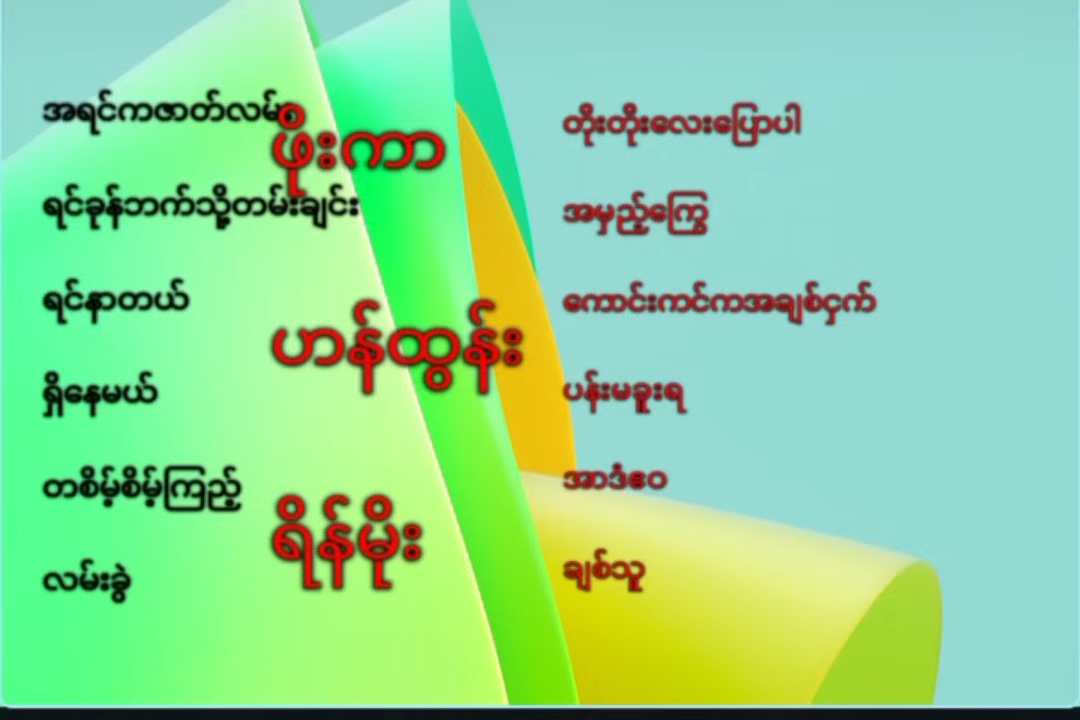 အရင်ကဇာတ်လမ်း
ရင်ခုန်ဘက်သို့တမ်းချင်း
ရင်နာတယ်
ရှိနေမယ်
တစိမ့်စိမ့်ကြည့်
လမ်းခွဲ
ဖိုးကာ
ဟန်ထွန်း
ရိန်မိုး
တိုးတိုးလေးပြောပါ
အမှည့်ကြွေ
ကောင်းကင်ကအချစ်ငှက်
ပန်းမခူးရ
အာဒံဧဝ
ချစ်သူ